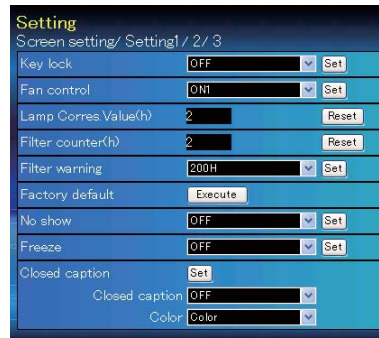 Setting
Screen setting/ Setting1 / 2/ 3
Key lock OFF Set
Fan control ON1 Set
Lamp Corres.Value(h) 2 Reset
Filter counter(h) 2 Reset
Filter warning 200H Set
Factory default Execute
No show OFF Set
Freeze OFF Set
Closed caption Set
Closed caption OFF
Color Color